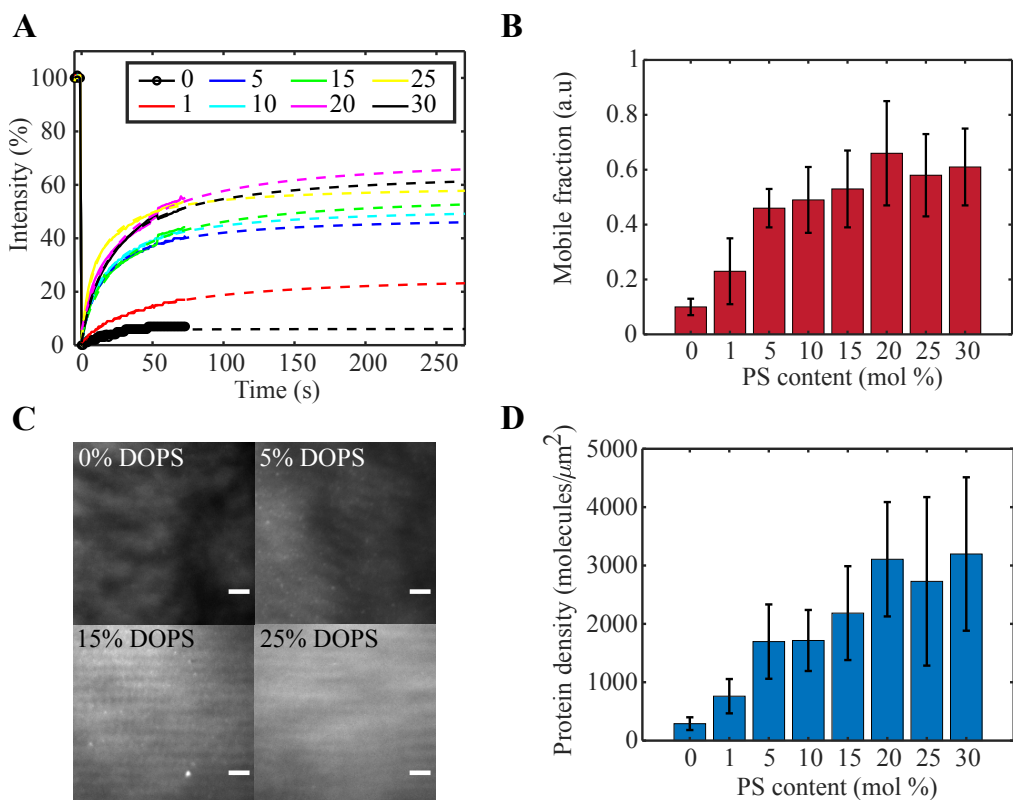 A
100
80
60
40
20
0
Intensity (%)
0 5 15 25
1 10 20 30
0 50 100 150 200 250
Time (s)
B
1
0.8
0.6
0.4
0.2
0
Mobile fraction (a.u)
0 1 5 10 15 20 25 30
PS content (mol %)
C
0% DOPS
5% DOPS
15% DOPS
25% DOPS
D
5000
4000
3000
2000
1000
0
Protein density (molecules/μm²)
0 1 5 10 15 20 25 30
PS content (mol %)